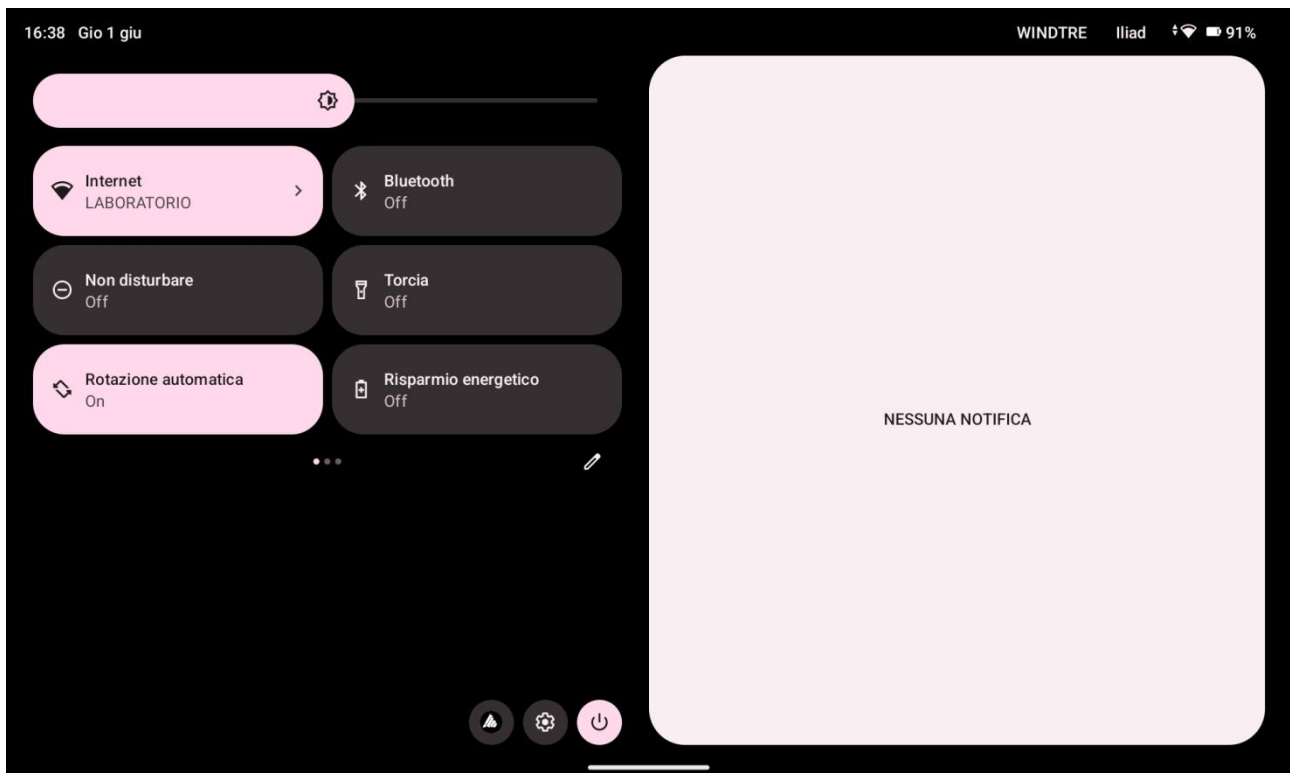 16:38 Gio 1 giu
WINDTRE Iliad 91%
Internet
LABORATORIO
Bluetooth
Off
Non disturbare
Off
Torcia
Off
Rotazione automatica
On
Risparmio energetico
Off
NESSUNA NOTIFICA